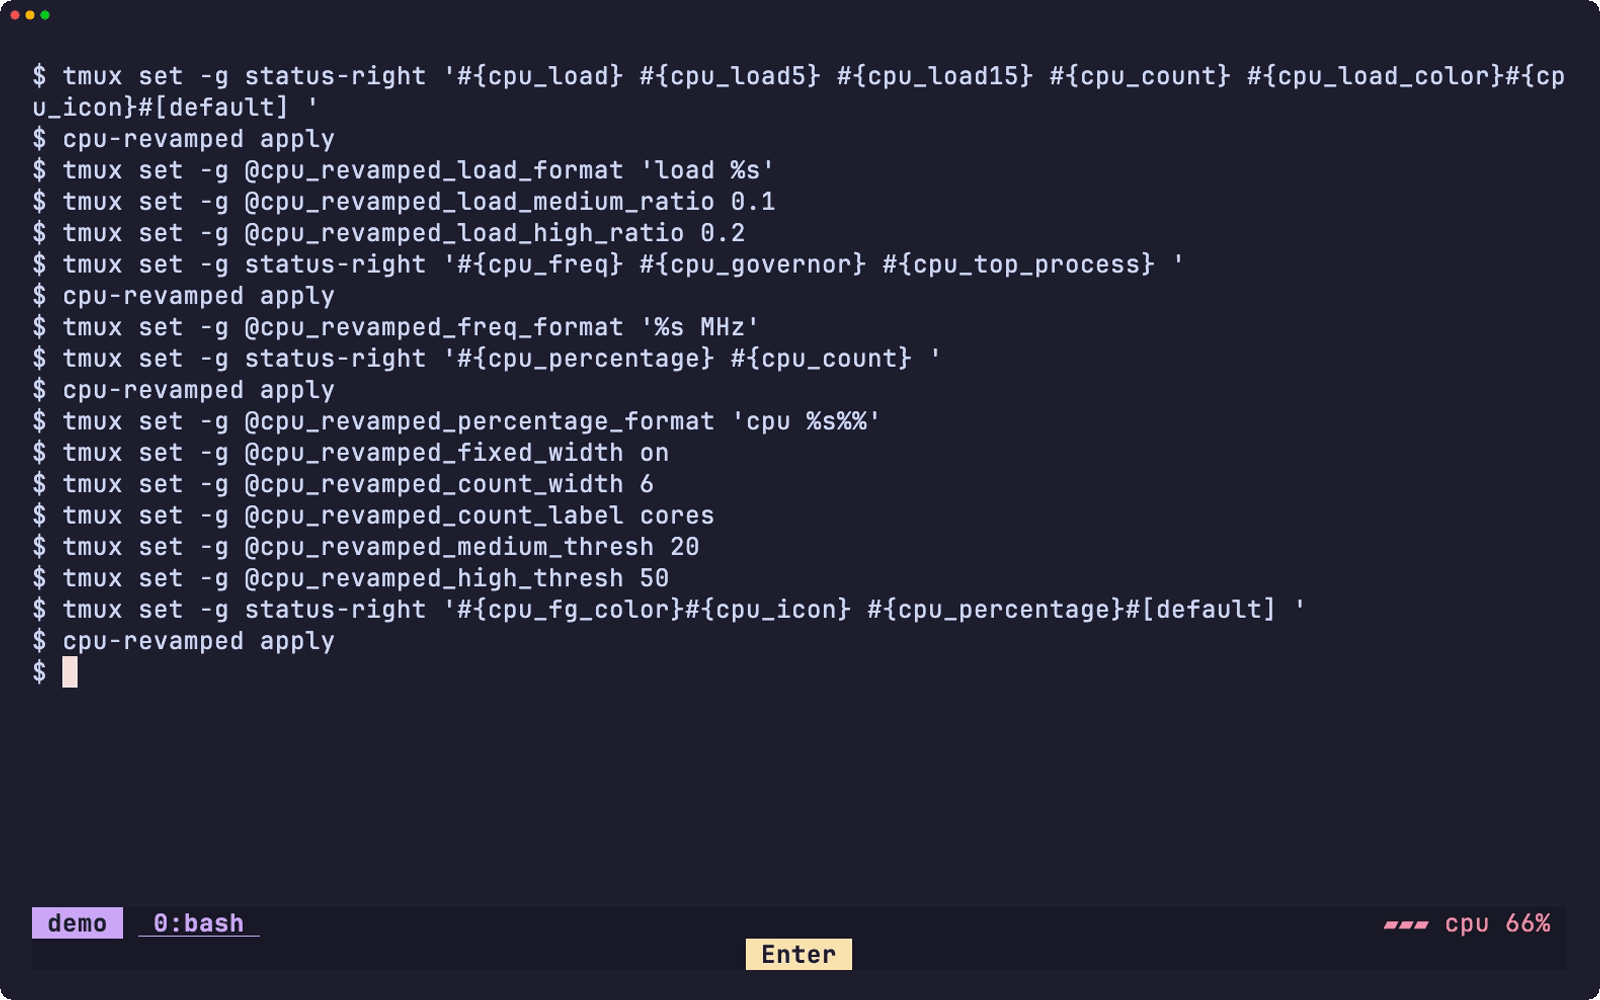 $ tmux set -g status-right '#{cpu_load} #{cpu_load5} #{cpu_load15} #{cpu_count} #{cpu_load_color}#{cp
u_icon}#[default] '
$ cpu-revamped apply
$ tmux set -g @cpu_revamped_load_format 'load %s'
$ tmux set -g @cpu_revamped_load_medium_ratio 0.1
$ tmux set -g @cpu_revamped_load_high_ratio 0.2
$ tmux set -g status-right '#{cpu_freq} #{cpu_governor} #{cpu_top_process} '
$ cpu-revamped apply
$ tmux set -g @cpu_revamped_freq_format '%s MHz'
$ tmux set -g status-right '#{cpu_percentage} #{cpu_count} '
$ cpu-revamped apply
$ tmux set -g @cpu_revamped_percentage_format 'cpu %s%%'
$ tmux set -g @cpu_revamped_fixed_width on
$ tmux set -g @cpu_revamped_count_width 6
$ tmux set -g @cpu_revamped_count_label cores
$ tmux set -g @cpu_revamped_medium_thresh 20
$ tmux set -g @cpu_revamped_high_thresh 50
$ tmux set -g status-right '#{cpu_fg_color}#{cpu_icon} #{cpu_percentage}#[default] '
$ cpu-revamped apply
$
demo 0:bash ▰▰▰ cpu 66%
Enter